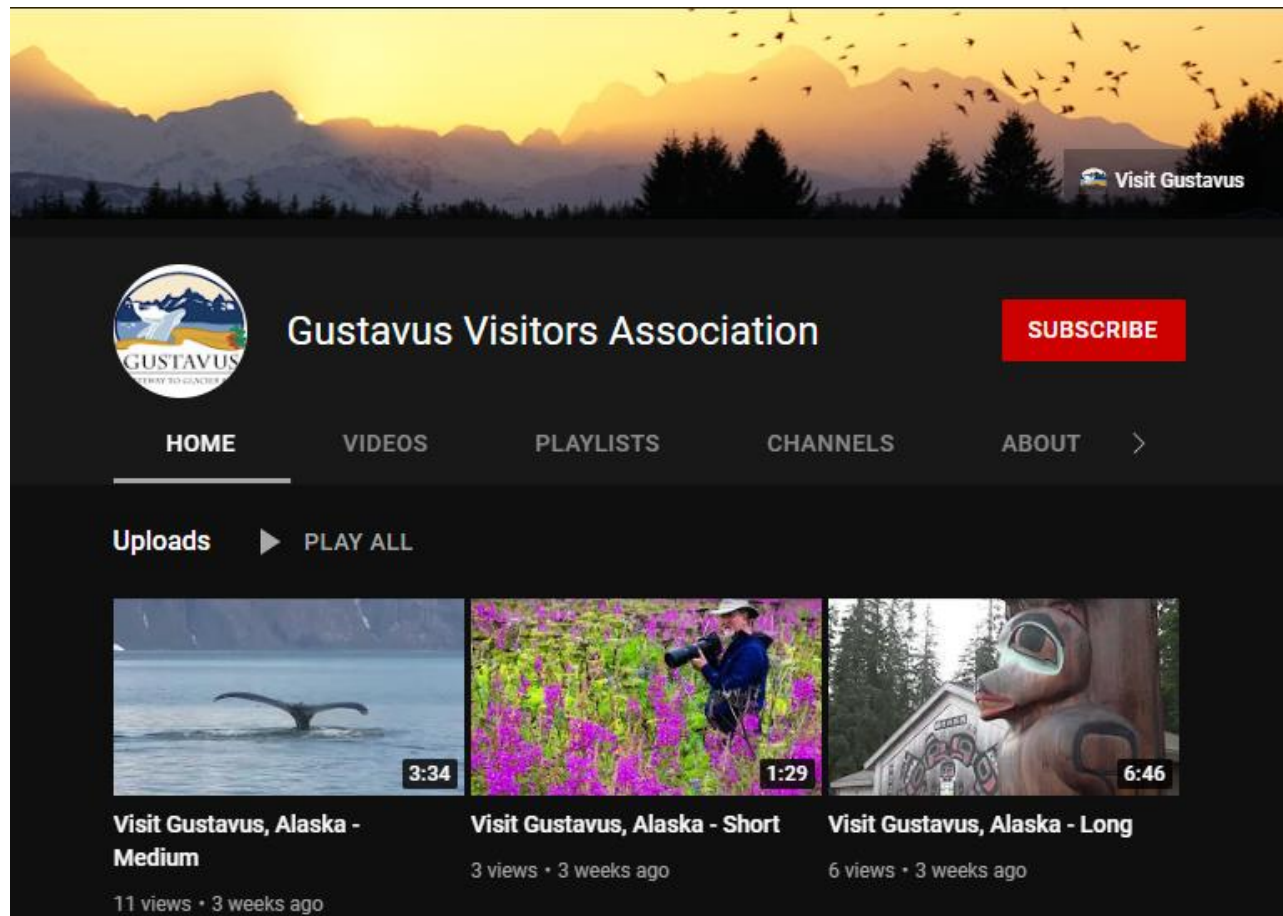 Visit Gustavus
GUSTAVUS
Gustavus Visitors Association
SUBSCRIBE
HOME VIDEOS PLAYLISTS CHANNELS ABOUT
Uploads PLAY ALL
3:34 1:29 6:46
Visit Gustavus, Alaska -
Medium
11 views • 3 weeks ago
Visit Gustavus, Alaska - Short
3 views • 3 weeks ago
Visit Gustavus, Alaska - Long
6 views • 3 weeks ago